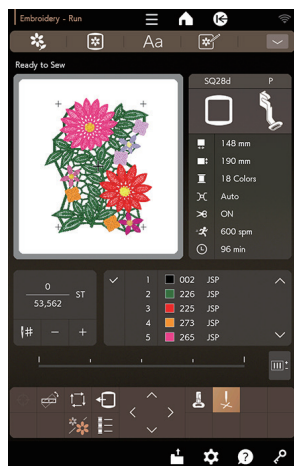 Embroidery - Run
Aa
Ready to Sew
SQ28d P
148 mm
190 mm
18 Colors
Auto
ON
600 spm
96 min
0
53,562
ST
# - +
1 002 JSP
2 226 JSP
3 225 JSP
4 273 JSP
5 265 JSP
?